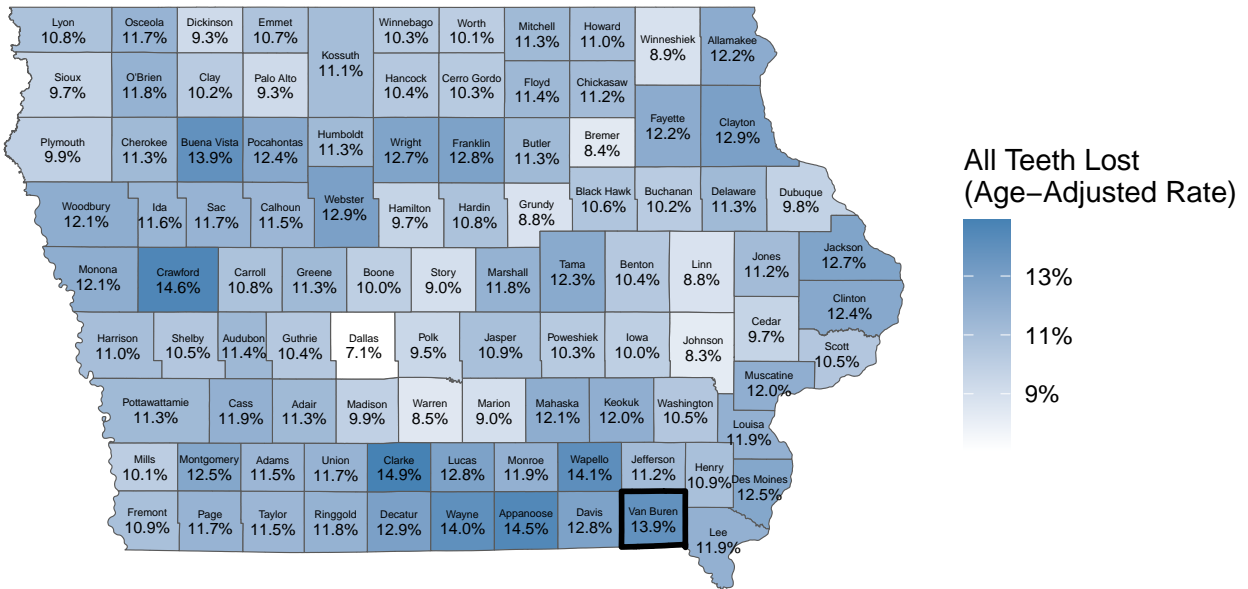 Lyon
10.8%
Osceola
11.7%
Dickinson
9.3%
Emmet
10.7%
Kossuth
11.1%
Winnebago
10.3%
Worth
10.1%
Mitchell
11.3%
Howard
11.0%
Winneshiek
8.9%
Allamakee
12.2%
Sioux
9.7%
O'Brien
11.8%
Clay
10.2%
Palo Alto
9.3%
Hancock
10.4%
Cerro Gordo
10.3%
Floyd
11.4%
Chickasaw
11.2%
Fayette
12.2%
Clayton
12.9%
Plymouth
9.9%
Cherokee
11.3%
Buena Vista
13.9%
Pocahontas
12.4%
Humboldt
11.3%
Wright
12.7%
Franklin
12.8%
Butler
11.3%
Bremer
8.4%
Woodbury
12.1%
Ida
11.6%
Sac
11.7%
Calhoun
11.5%
Webster
12.9%
Hamilton
9.7%
Hardin
10.8%
Grundy
8.8%
Black Hawk
10.6%
Buchanan
10.2%
Delaware
11.3%
Dubuque
9.8%
Monona
12.1%
Crawford
14.6%
Carroll
10.8%
Greene
11.3%
Boone
10.0%
Story
9.0%
Marshall
11.8%
Tama
12.3%
Benton
10.4%
Linn
8.8%
Jones
11.2%
Jackson
12.7%
Clinton
12.4%
Harrison
11.0%
Shelby
10.5%
Audubon
11.4%
Guthrie
10.4%
Dallas
7.1%
Polk
9.5%
Jasper
10.9%
Poweshiek
10.3%
Iowa
10.0%
Johnson
8.3%
Cedar
9.7%
Scott
10.5%
Muscatine
12.0%
Pottawattamie
11.3%
Cass
11.9%
Adair
11.3%
Madison
9.9%
Warren
8.5%
Marion
9.0%
Mahaska
12.1%
Keokuk
12.0%
Washington
10.5%
Louisa
11.9%
Mills
10.1%
Montgomery
12.5%
Adams
11.5%
Union
11.7%
Clarke
14.9%
Lucas
12.8%
Monroe
11.9%
Wapello
14.1%
Jefferson
11.2%
Henry
10.9%
Des Moines
12.5%
Fremont
10.9%
Page
11.7%
Taylor
11.5%
Ringgold
11.8%
Decatur
12.9%
Wayne
14.0%
Appanoose
14.5%
Davis
12.8%
Van Buren
13.9%
Lee
11.9%
All Teeth Lost
(Age−Adjusted Rate)
13%
11%
9%